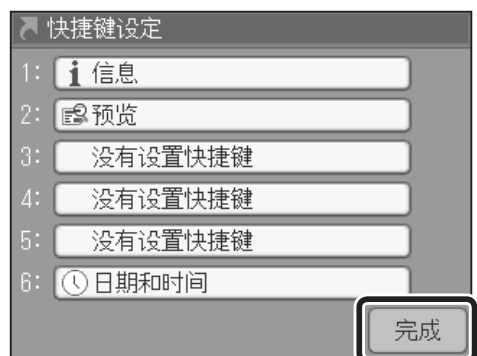 快捷键设定
1: i 信息
2: 预览
3: 没有设置快捷键
4: 没有设置快捷键
5: 没有设置快捷键
6: 日期和时间
完成